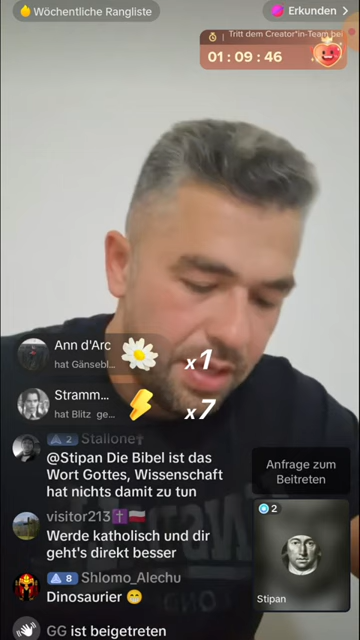 Wöchentliche Rangliste
Erkunden >
Tritt dem Creator*in-Team bei
01:09:46
Ann d'Arc
hat Gänsebl...
x1
Stramm...
hat Blitz ge...
x7
2 Stallone
@Stipan Die Bibel ist das
Wort Gottes, Wissenschaft
hat nichts damit zu tun
Anfrage zum
Beitreten
visitor213
Werde katholisch und dir
geht's direkt besser
8 Shlomo_Alechu
Dinosaurier 😁
2
Stipan
GG ist beigetreten